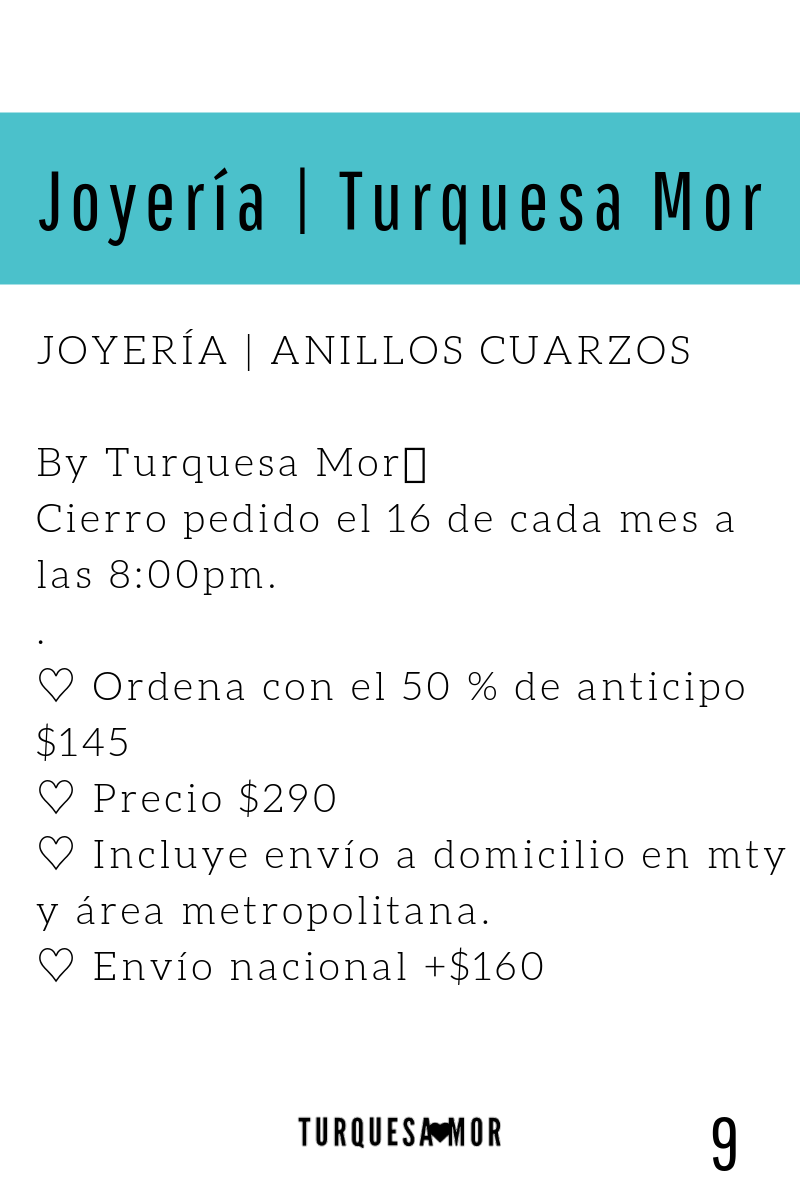 Joyería | Turquesa Mor
JOYERÍA | ANILLOS CUARZOS
By Turquesa Mor▯
Cierro pedido el 16 de cada mes a
las 8:00pm.
.
♡ Ordena con el 50 % de anticipo
$145
♡ Precio $290
♡ Incluye envío a domicilio en mty
y área metropolitana.
♡ Envío nacional +$160
TURQUESA♥MOR
9